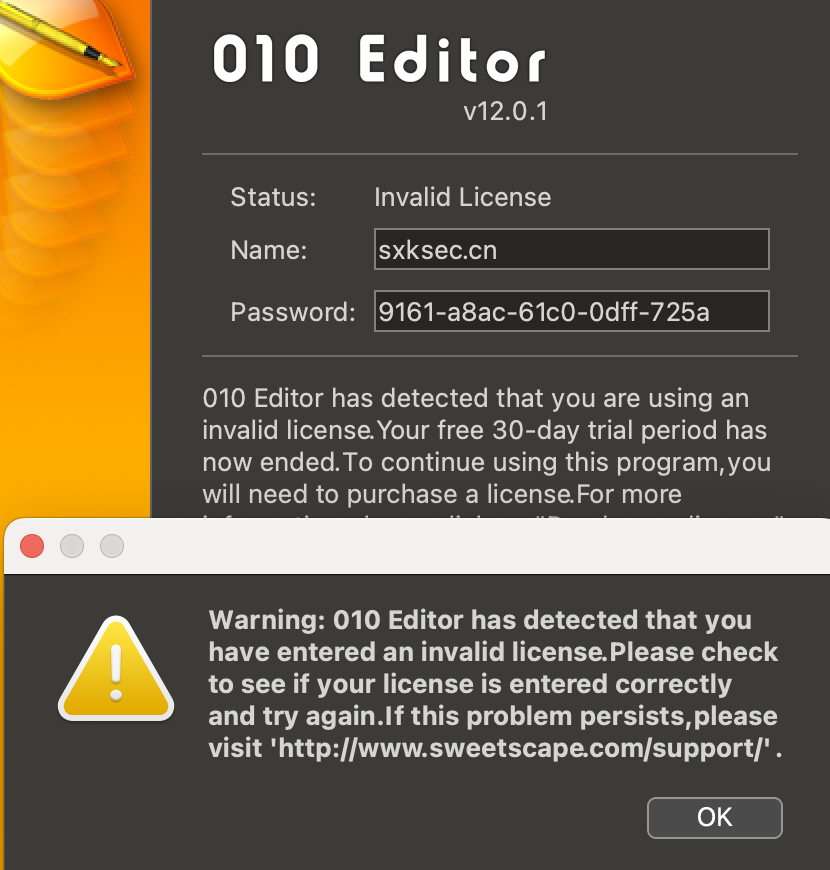 010 Editor
v12.0.1
Status: Invalid License
Name: sxksec.cn
Password: 9161-a8ac-61c0-0dff-725a
010 Editor has detected that you are using an
invalid license.Your free 30-day trial period has
now ended.To continue using this program,you
will need to purchase a license.For more
Warning: 010 Editor has detected that you
have entered an invalid license.Please check
to see if your license is entered correctly
and try again.If this problem persists,please
visit 'http://www.sweetscape.com/support/' .
OK